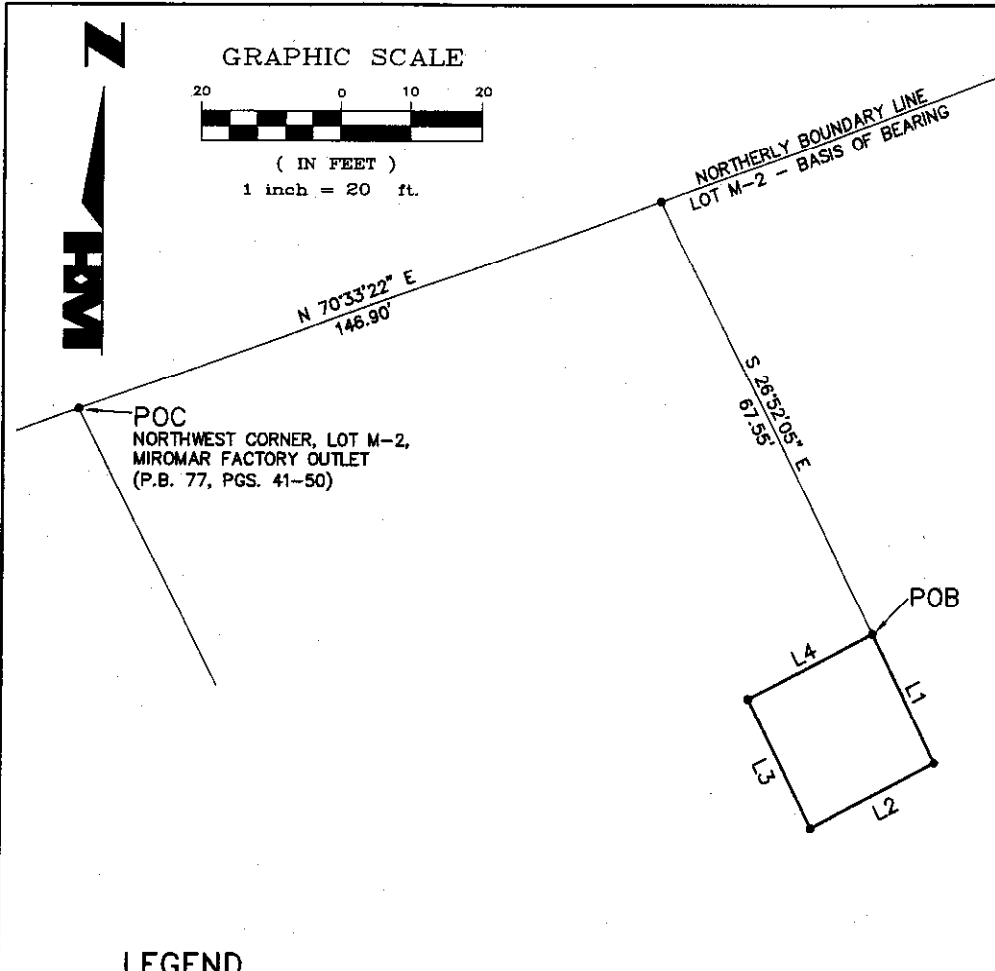 N
GRAPHIC SCALE
20 0 10 20
( IN FEET )
1 inch = 20 ft.
HM
NORTHERLY BOUNDARY LINE
LOT M-2 - BASIS OF BEARING
N 70°33'22" E
146.90'
S 26°52'05" E
67.55'
POC
NORTHWEST CORNER, LOT M-2,
MIROMAR FACTORY OUTLET
(P.B. 77, PGS. 41-50)
POB
L4
L1
L3
L2
LEGEND